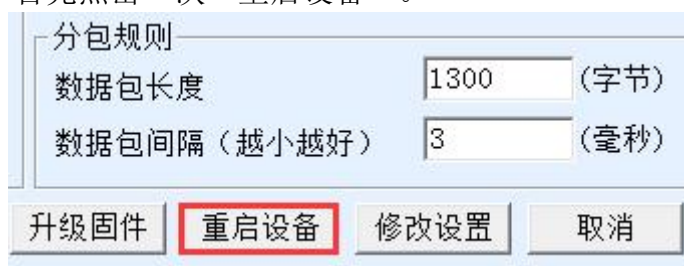 分包规则
数据包长度 1300 (字节)
数据包间隔（越小越好） 3 (毫秒)
升级固件 重启设备 修改设置 取消